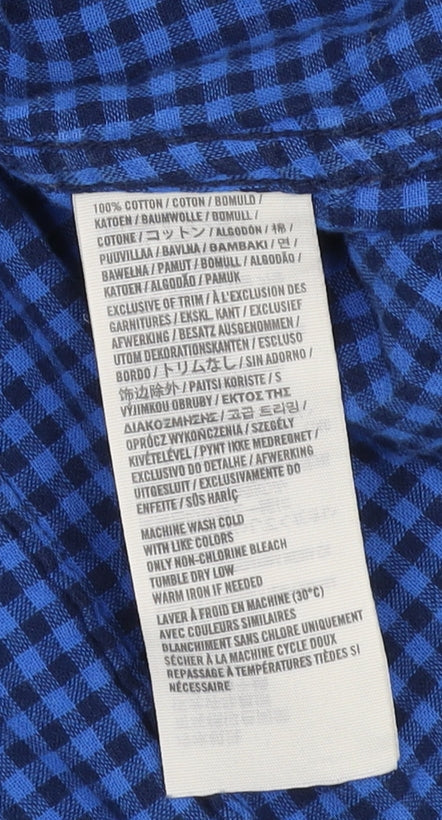 100% COTTON / COTON / BOMULD /
KATOEN / BAUMWOLLE / BOMULL /
COTONE / コットン / ALGODÓN / 棉 /
PUUVILLAA / BAVLNA / ΒΑΜΒΑΚΙ / 면 /
BAWEŁNA / PAMUT / BOMULL / ALGODÃO /
KATUEN / ALGODÃO / PAMUK
EXCLUSIVE OF TRIM / À L'EXCLUSION DES
GARNITURES / EKSKL. KANT / EXCLUSIEF
AFWERKING / BESATZ AUSGENOMMEN /
UTOM DEKORATIONSKANTEN / ESCLUSO
BORDO / トリムなし / SIN ADORNO /
饰边除外 / PAITSI KORISTE / S
VÝJIMKOU OBRUBY / ΕΚΤΟΣ ΤΗΣ
ΔΙΑΚΟΣΜΗΣΗΣ / 고급 트리밍 /
OPRÓCZ WYKOŃCZENIA / SZEGÉLY
KIVÉTELÉVEL / PYNT IKKE MEDREGNET /
EXCLUSIVO DO DETALHE / AFWERKING
UITGESLUIT / EXCLUSIVAMENTE DO
ENFEITE / SÜS HARİÇ
MACHINE WASH COLD
WITH LIKE COLORS
ONLY NON-CHLORINE BLEACH
TUMBLE DRY LOW
WARM IRON IF NEEDED
LAVER À FROID EN MACHINE (30°C)
AVEC COULEURS SIMILAIRES
BLANCHIMENT SANS CHLORE UNIQUEMENT
SÉCHER À LA MACHINE CYCLE DOUX
REPASSAGE À TEMPÉRATURES TIÈDES SI
NÉCESSAIRE